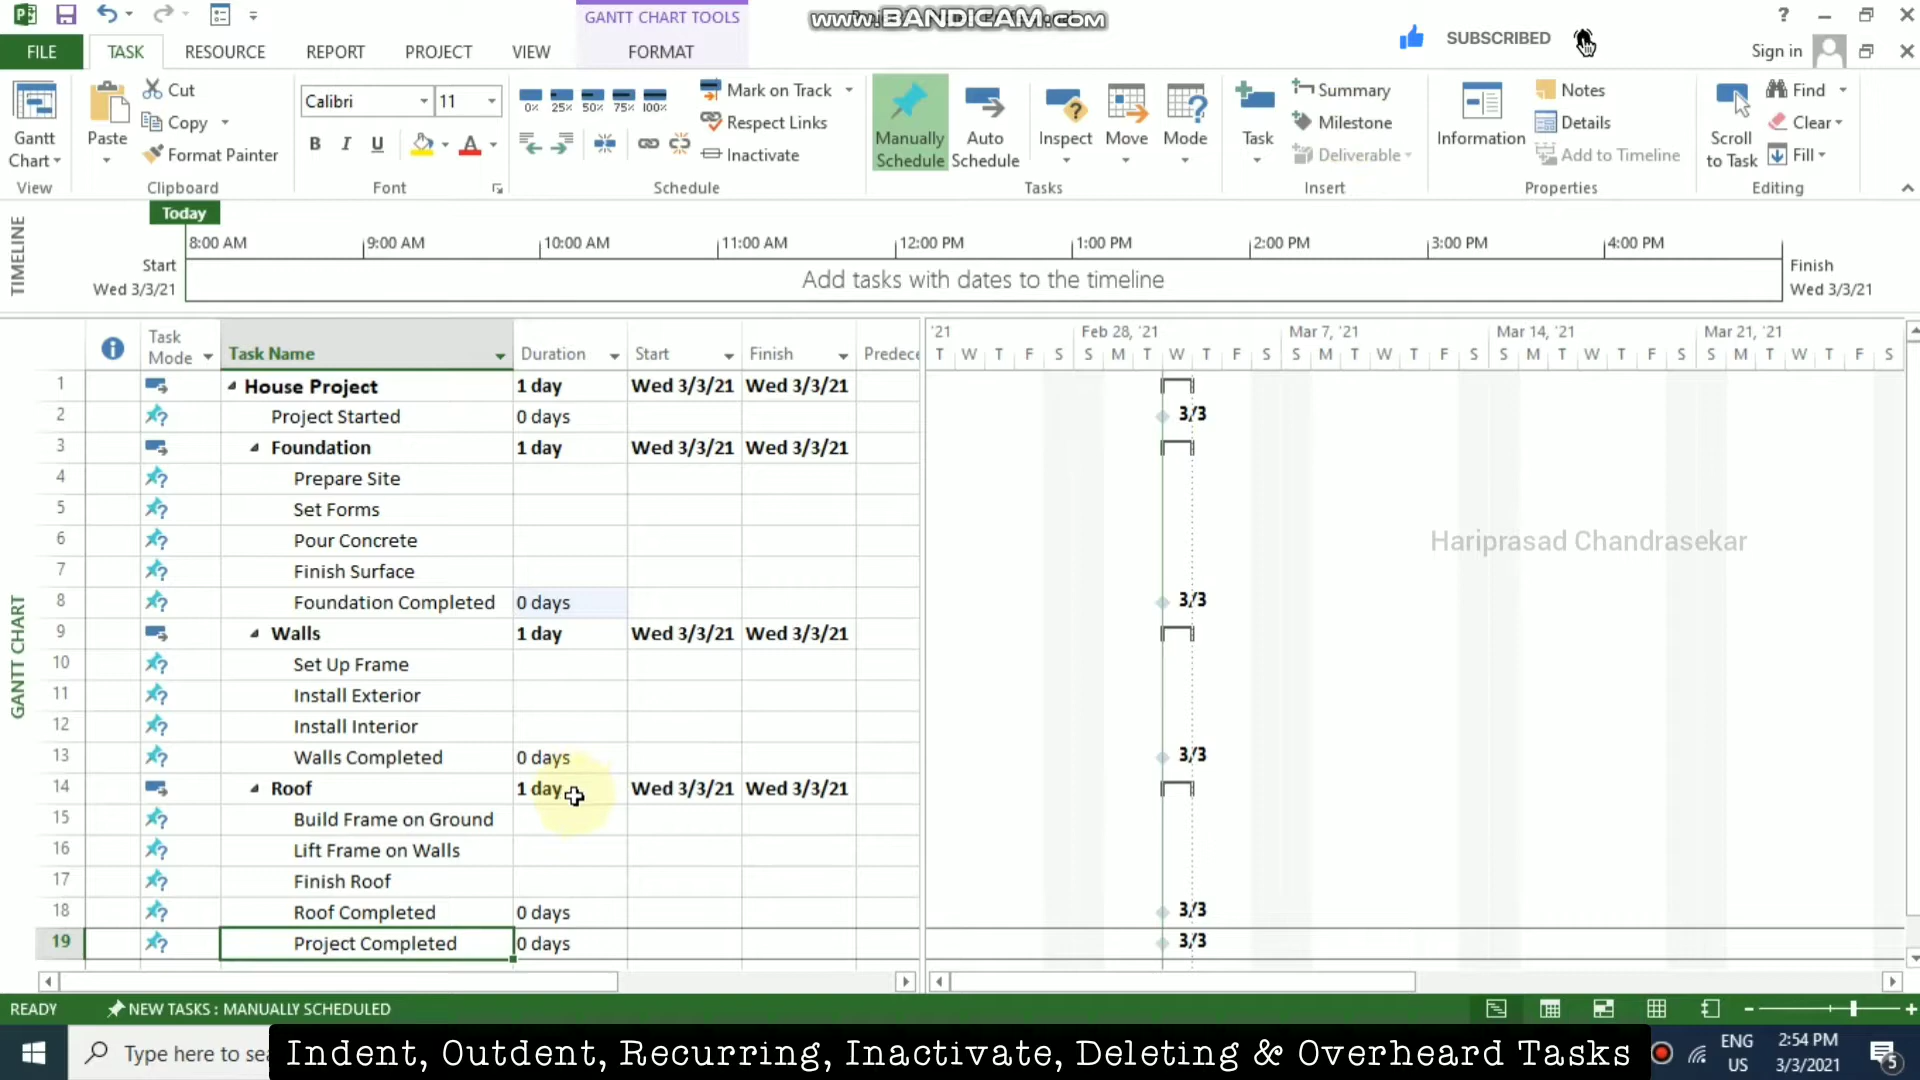 GANTT CHART TOOLS
www.BANDICAM.com
SUBSCRIBED
FILE TASK RESOURCE REPORT PROJECT VIEW FORMAT
Sign in
Gantt Chart
View
Paste
Cut
Copy
Format Painter
Clipboard
Calibri 11
B I U A
Font
0% 25% 50% 75% 100%
Mark on Track
Respect Links
Inactivate
Schedule
Manually Schedule
Auto Schedule
Inspect
Move
Mode
Tasks
Task
Summary
Milestone
Deliverable
Insert
Information
Notes
Details
Add to Timeline
Properties
Scroll to Task
Find
Clear
Fill
Editing
TIMELINE
Today
8:00 AM 9:00 AM 10:00 AM 11:00 AM 12:00 PM 1:00 PM 2:00 PM 3:00 PM 4:00 PM
Start
Wed 3/3/21
Add tasks with dates to the timeline
Finish
Wed 3/3/21
GANTT CHART
Task Mode Task Name Duration Start Finish Predece
'21 Feb 28, '21 Mar 7, '21 Mar 14, '21 Mar 21, '21
T W T F S S M T W T F S S M T W T F S S M T W T F S S M T W T F S
1 House Project 1 day Wed 3/3/21 Wed 3/3/21
2 Project Started 0 days 3/3
3 Foundation 1 day Wed 3/3/21 Wed 3/3/21
4 Prepare Site
5 Set Forms
6 Pour Concrete
Hariprasad Chandrasekar
7 Finish Surface
8 Foundation Completed 0 days 3/3
9 Walls 1 day Wed 3/3/21 Wed 3/3/21
10 Set Up Frame
11 Install Exterior
12 Install Interior
13 Walls Completed 0 days 3/3
14 Roof 1 day Wed 3/3/21 Wed 3/3/21
15 Build Frame on Ground
16 Lift Frame on Walls
17 Finish Roof
18 Roof Completed 0 days 3/3
19 Project Completed 0 days 3/3
READY NEW TASKS : MANUALLY SCHEDULED
Type here to sea
Indent, Outdent, Recurring, Inactivate, Deleting & Overheard Tasks
ENG
US
2:54 PM
3/3/2021
5